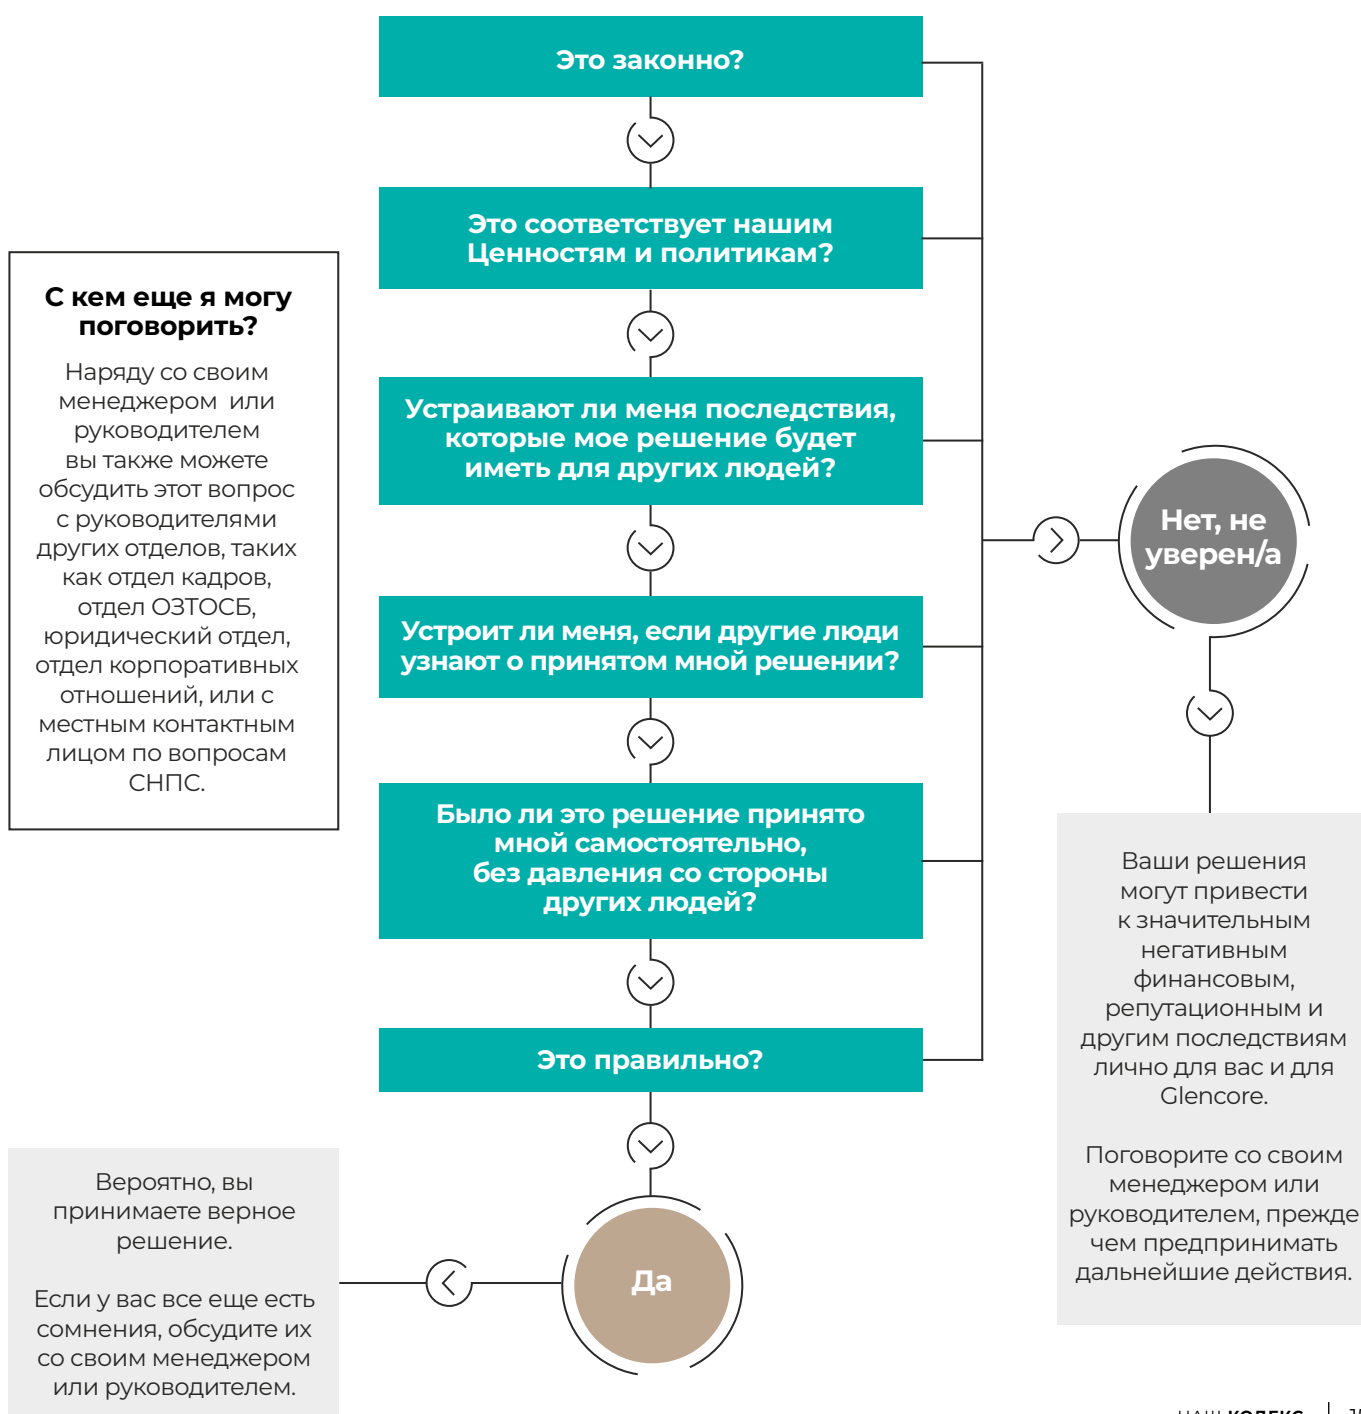 Это законно?
Это соответствует нашим
Ценностям и политикам?
С кем еще я могу
поговорить?
Наряду со своим
менеджером или
руководителем
вы также можете
обсудить этот вопрос
с руководителями
других отделов, таких
как отдел кадров,
отдел ОЗТОСБ,
юридический отдел,
отдел корпоративных
отношений, или с
местным контактным
лицом по вопросам
СНПС.
Устраивают ли меня последствия,
которые мое решение будет
иметь для других людей?
Устроит ли меня, если другие люди
узнают о принятом мной решении?
Было ли это решение принято
мной самостоятельно,
без давления со стороны
других людей?
Это правильно?
Нет, не
уверен/а
Ваши решения
могут привести
к значительным
негативным
финансовым,
репутационным и
другим последствиям
лично для вас и для
Glencore.
Поговорите со своим
менеджером или
руководителем, прежде
чем предпринимать
дальнейшие действия.
Да
Вероятно, вы
принимаете верное
решение.
Если у вас все еще есть
сомнения, обсудите их
со своим менеджером
или руководителем.
НАШ КОДЕКС